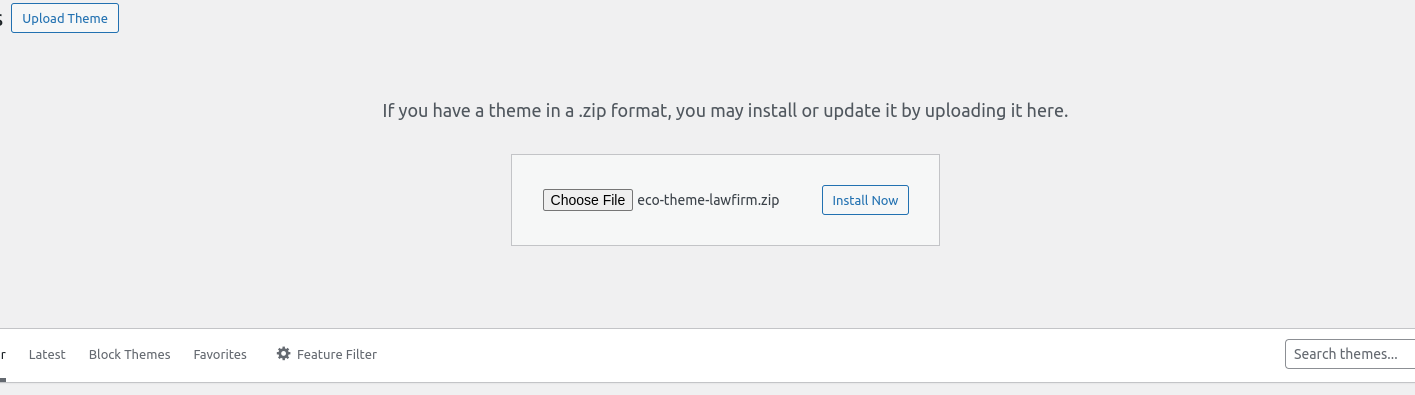 Upload Theme
If you have a theme in a .zip format, you may install or update it by uploading it here.
Choose File eco-theme-lawfirm.zip Install Now
Latest Block Themes Favorites Feature Filter Search themes...